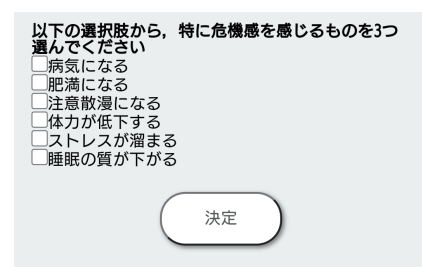 以下の選択肢から，特に危機感を感じるものを3つ
選んでください
病気になる
肥満になる
注意散漫になる
体力が低下する
ストレスが溜まる
睡眠の質が下がる
決定